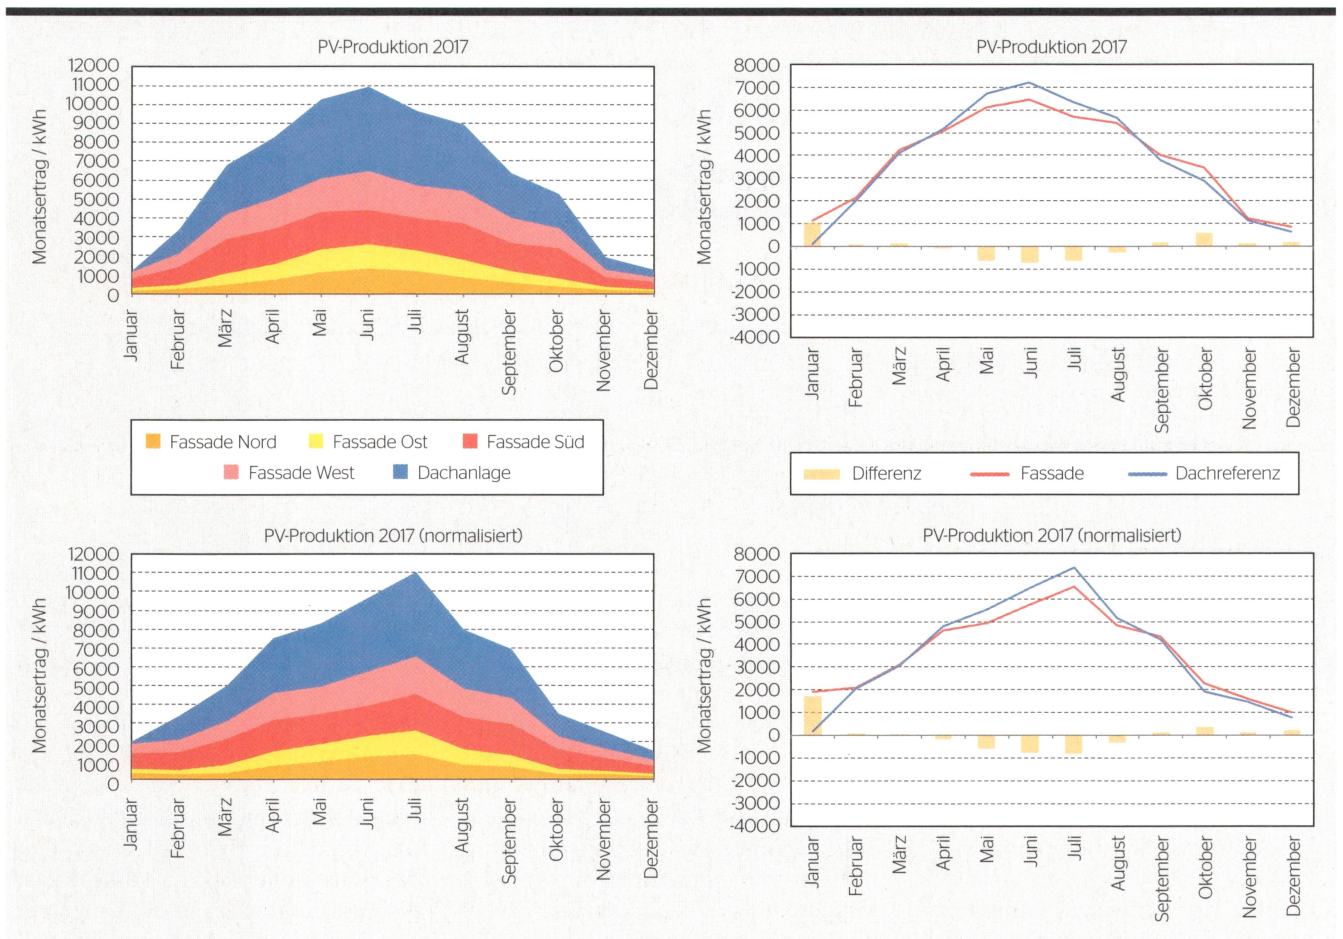 PV-Produktion 2017
Monatsertrag / kWh
12000
11000
10000
9000
8000
7000
6000
5000
4000
3000
2000
1000
0
Januar
Februar
März
April
Mai
Juni
Juli
August
September
Oktober
November
Dezember
Fassade Nord Fassade Ost Fassade Süd
Fassade West Dachanlage
PV-Produktion 2017
Monatsertrag / kWh
8000
7000
6000
5000
4000
3000
2000
1000
0
-1000
-2000
-3000
-4000
Januar
Februar
März
April
Mai
Juni
Juli
August
September
Oktober
November
Dezember
Differenz Fassade Dachreferenz
PV-Produktion 2017 (normalisiert)
Monatsertrag / kWh
12000
11000
10000
9000
8000
7000
6000
5000
4000
3000
2000
1000
0
Januar
Februar
März
April
Mai
Juni
Juli
August
September
Oktober
November
Dezember
PV-Produktion 2017 (normalisiert)
Monatsertrag / kWh
8000
7000
6000
5000
4000
3000
2000
1000
0
-1000
-2000
-3000
-4000
Januar
Februar
März
April
Mai
Juni
Juli
August
September
Oktober
November
Dezember